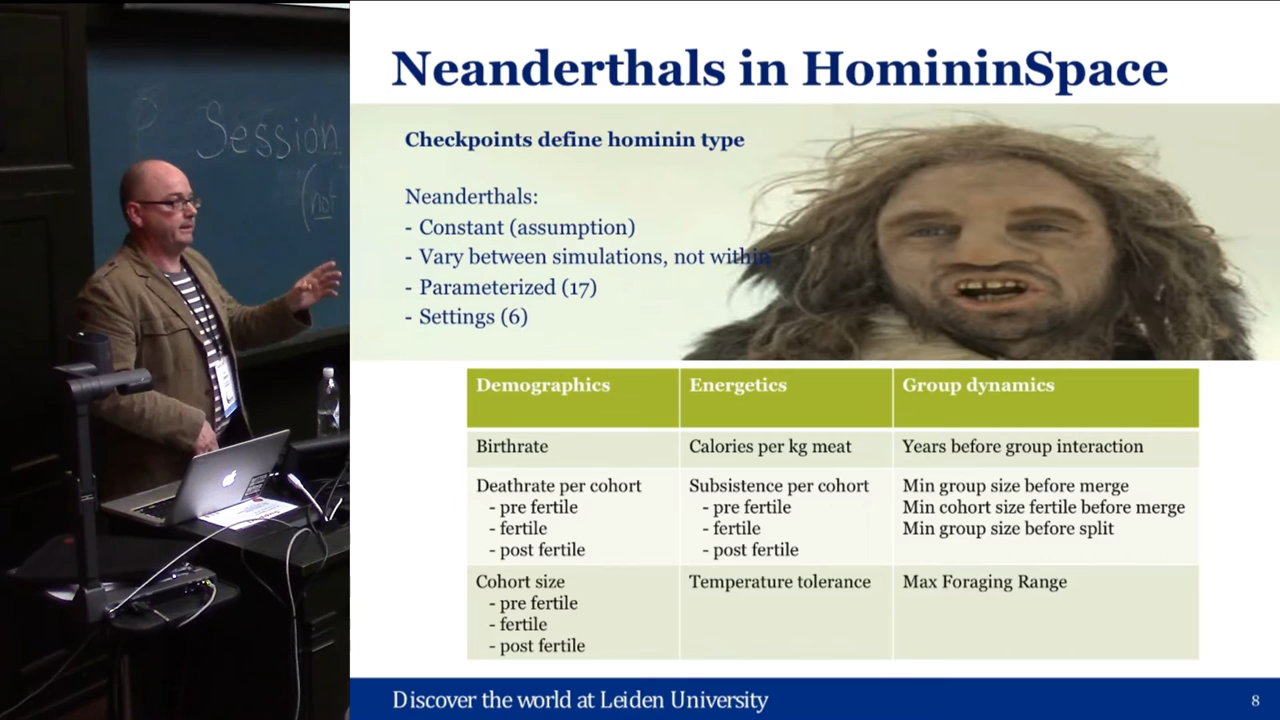 P Session
(not
Neanderthals in HomininSpace
Checkpoints define hominin type
Neanderthals:
- Constant (assumption)
- Vary between simulations, not within
- Parameterized (17)
- Settings (6)
Demographics Energetics Group dynamics
Birthrate Calories per kg meat Years before group interaction
Deathrate per cohort Subsistence per cohort Min group size before merge
- pre fertile - pre fertile Min cohort size fertile before merge
- fertile - fertile Min group size before split
- post fertile - post fertile
Cohort size Temperature tolerance Max Foraging Range
- pre fertile
- fertile
- post fertile
Discover the world at Leiden University 8